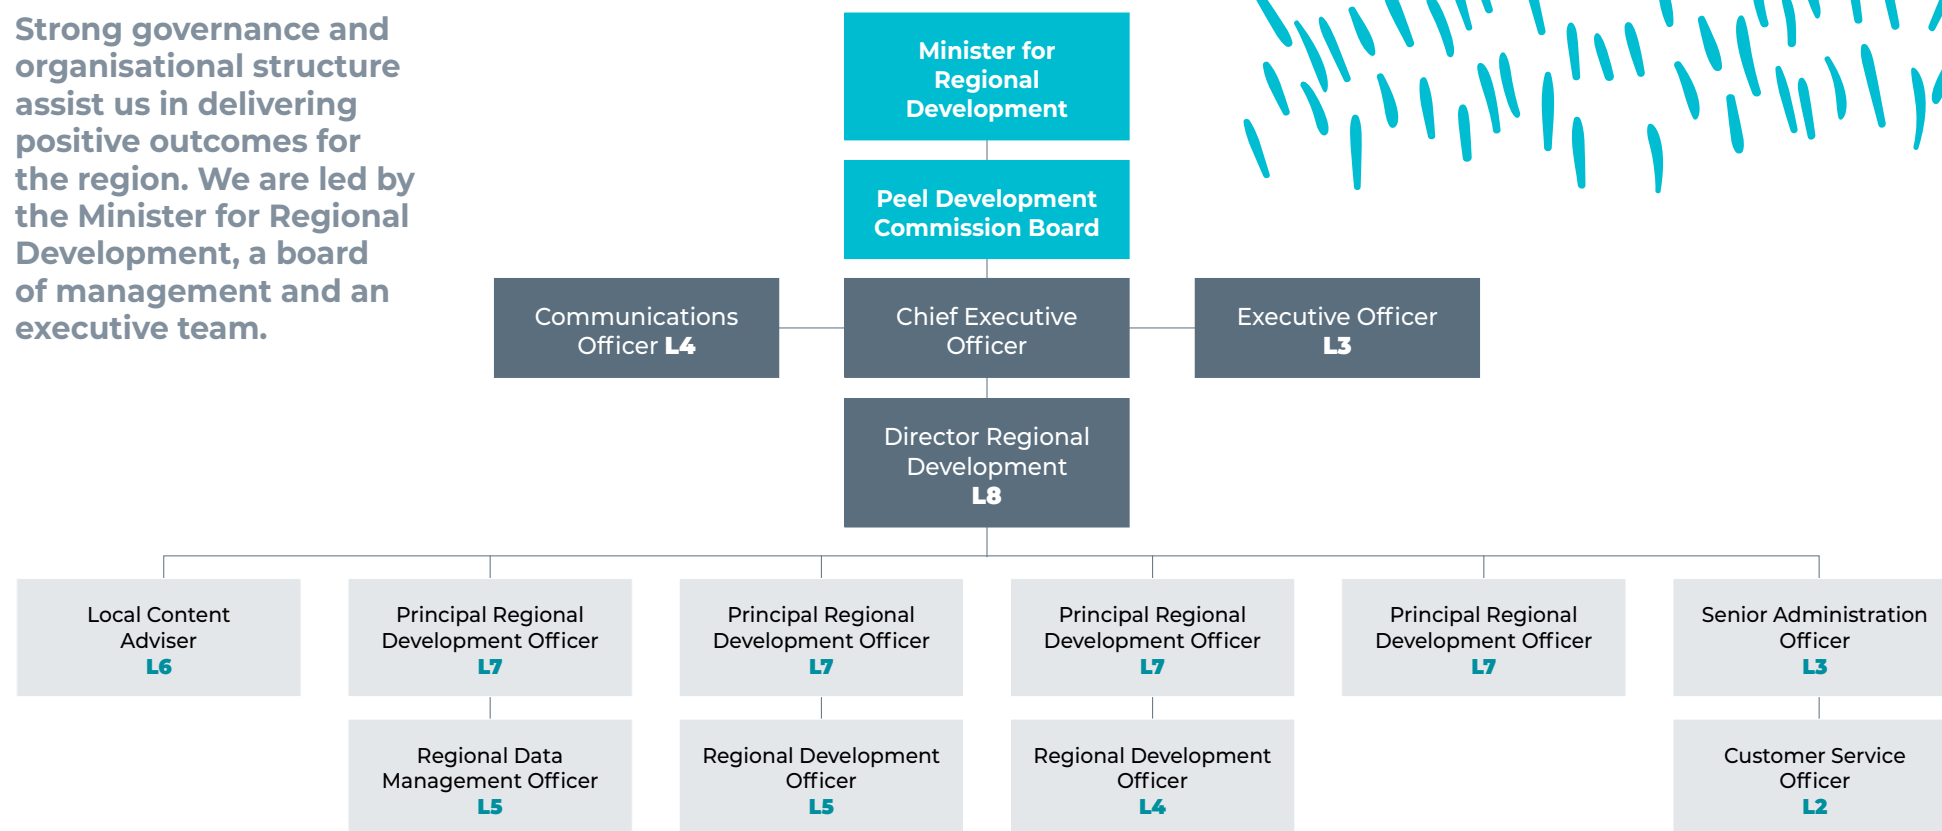 Strong governance and
organisational structure
assist us in delivering
positive outcomes for
the region. We are led by
the Minister for Regional
Development, a board
of management and an
executive team.
Minister for
Regional
Development
Peel Development
Commission Board
Communications
Officer L4
Chief Executive
Officer
Executive Officer
L3
Director Regional
Development
L8
Local Content
Adviser
L6
Principal Regional
Development Officer
L7
Principal Regional
Development Officer
L7
Principal Regional
Development Officer
L7
Principal Regional
Development Officer
L7
Senior Administration
Officer
L3
Regional Data
Management Officer
L5
Regional Development
Officer
L5
Regional Development
Officer
L4
Customer Service
Officer
L2